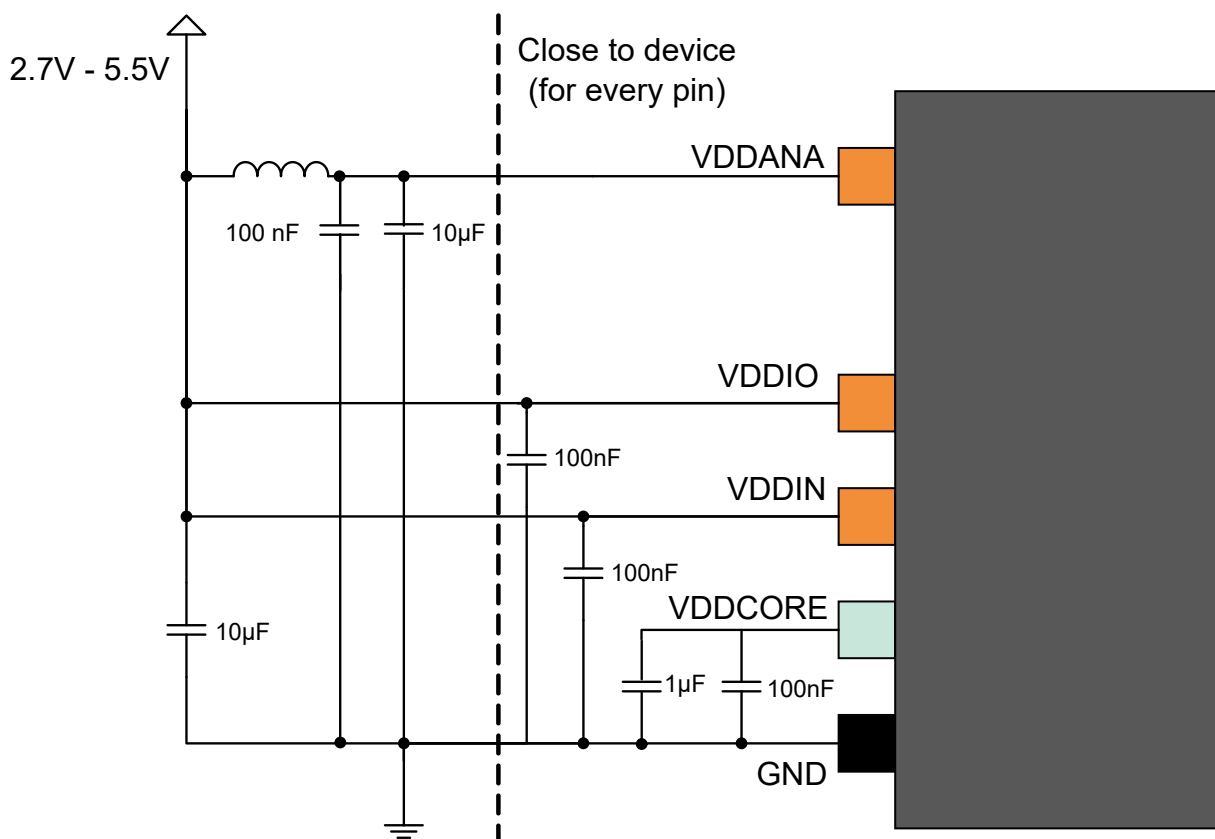 2.7V - 5.5V
Close to device
(for every pin)
VDDANA
100 nF
10µF
VDDIO
100nF
VDDIN
100nF
VDDCORE
10µF
1µF
100nF
GND